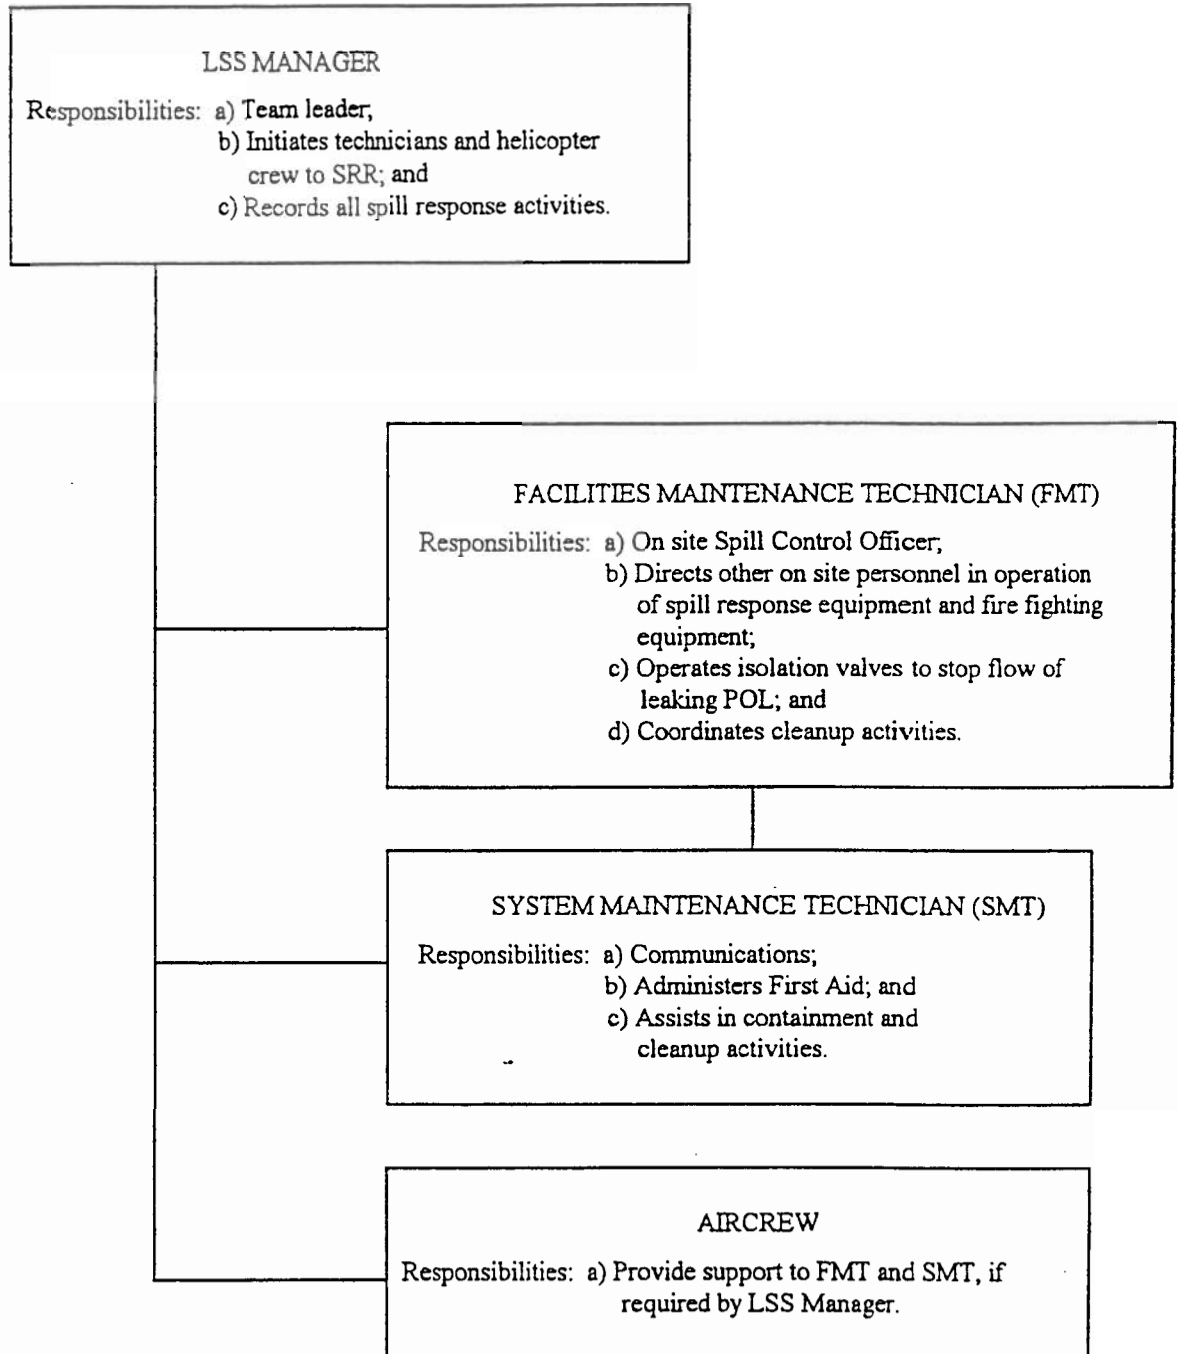 LSS MANAGER
Responsibilities: a) Team leader;
b) Initiates technicians and helicopter
crew to SRR; and
c) Records all spill response activities.
FACILITIES MAINTENANCE TECHNICIAN (FMT)
Responsibilities: a) On site Spill Control Officer;
b) Directs other on site personnel in operation
of spill response equipment and fire fighting
equipment;
c) Operates isolation valves to stop flow of
leaking POL; and
d) Coordinates cleanup activities.
SYSTEM MAINTENANCE TECHNICIAN (SMT)
Responsibilities: a) Communications;
b) Administers First Aid; and
c) Assists in containment and
cleanup activities.
AIRCREW
Responsibilities: a) Provide support to FMT and SMT, if
required by LSS Manager.